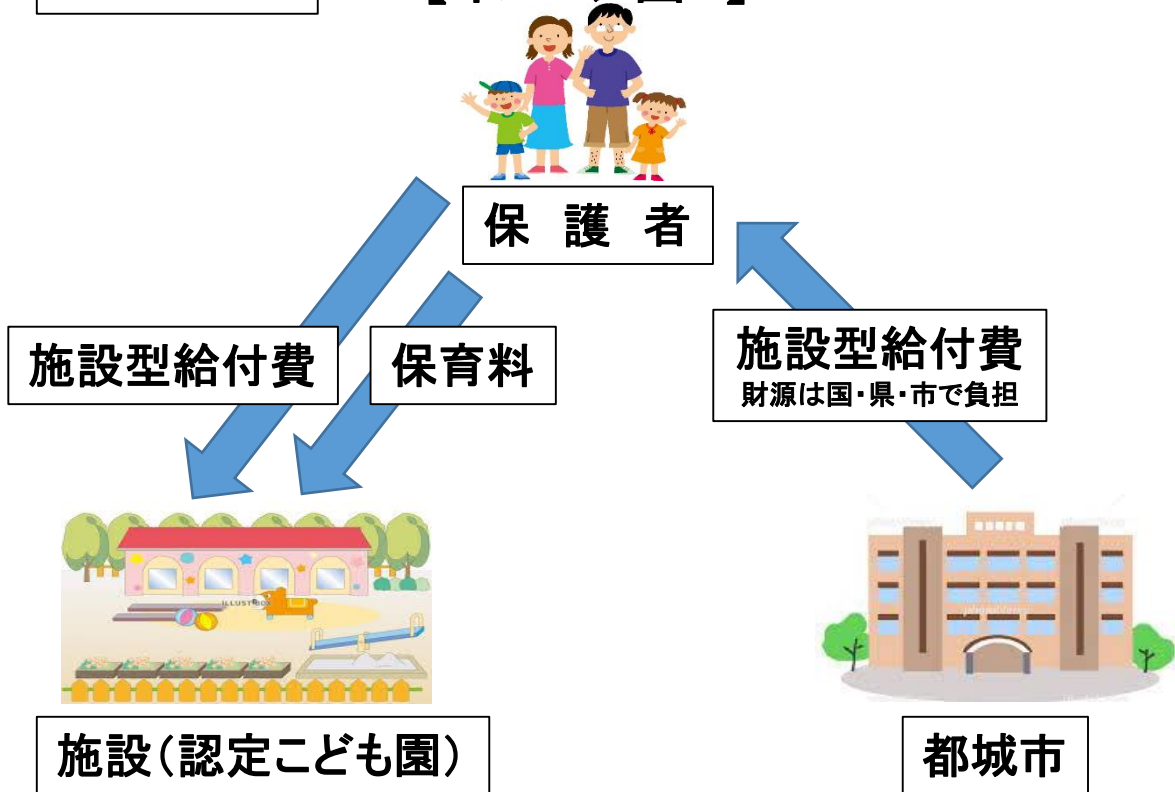 保 護 者
施設型給付費
保育料
施設型給付費
財源は国・県・市で負担
ILLUST BOX
施設(認定こども園)
都城市